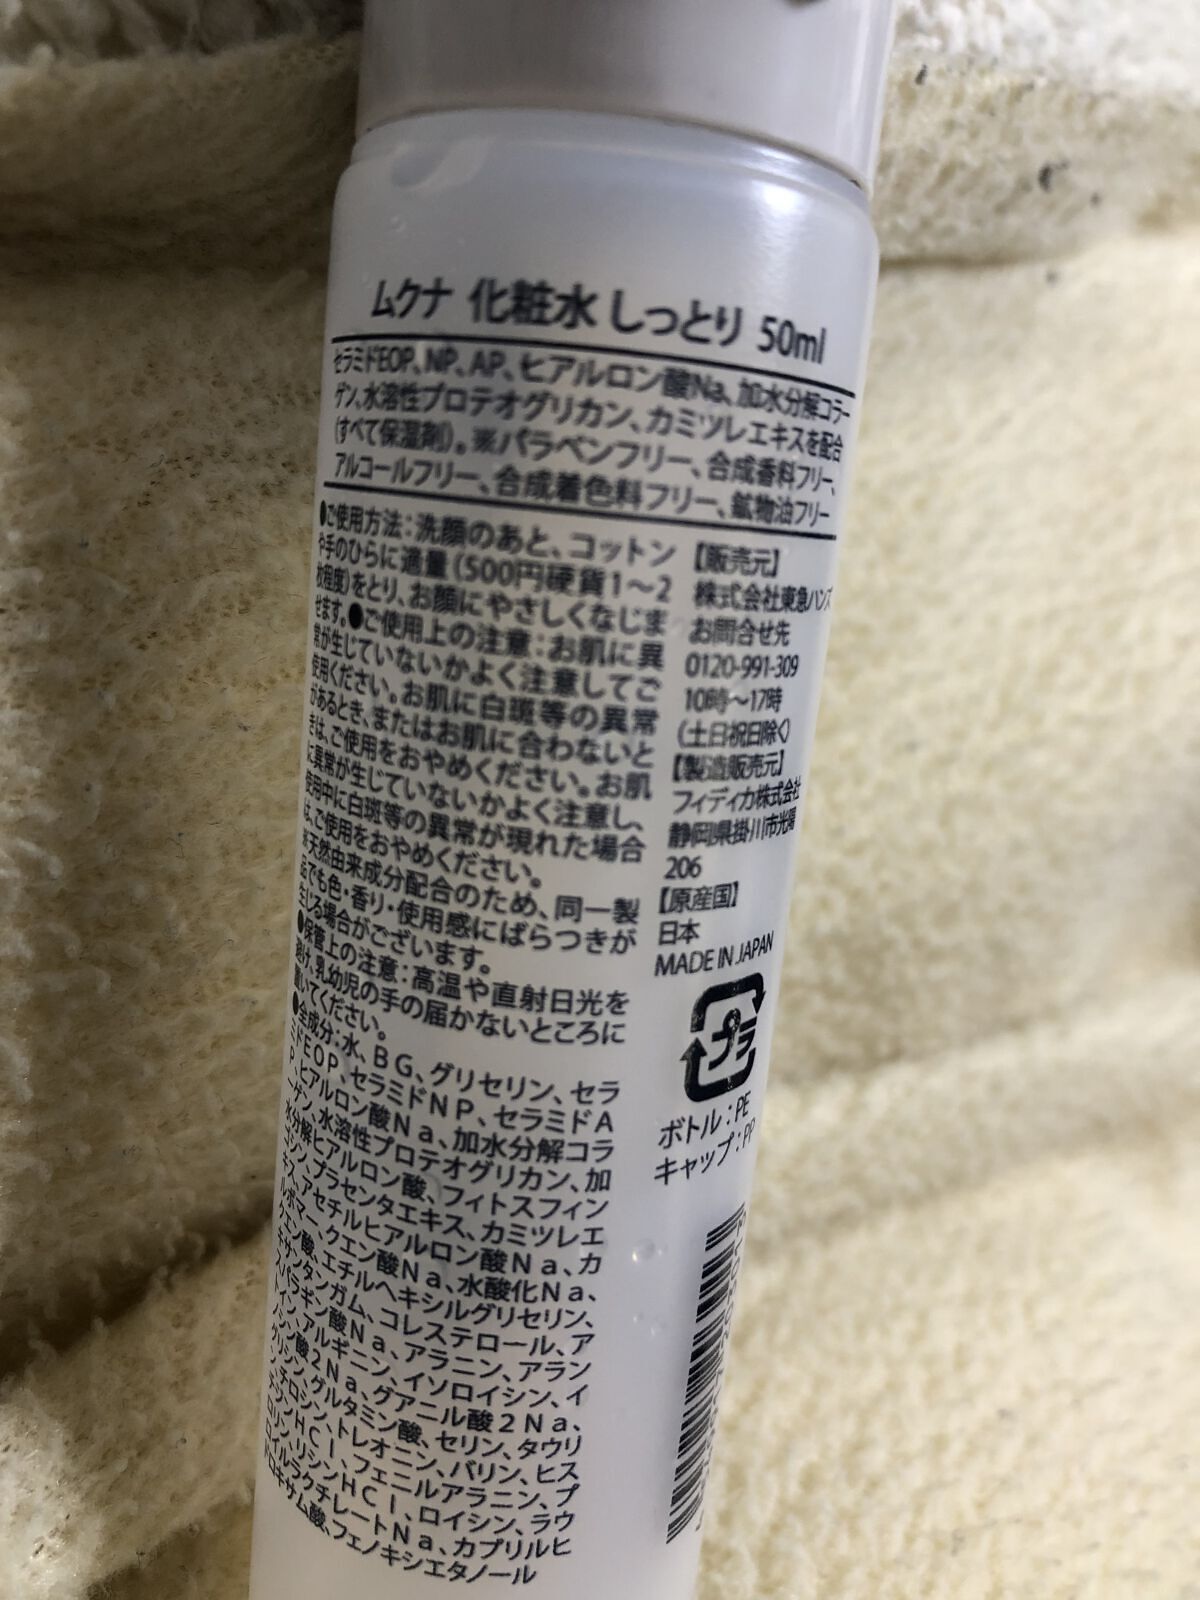 ムクナ 化粧水 しっとり 50ml
セラミドEOP、NP、AP、ヒアルロン酸Na、加水分解コラー
ゲン、水溶性プロテオグリカン、カミツレエキスを配合
(すべて保湿剤)。※パラベンフリー、合成香料フリー、
アルコールフリー、合成着色料フリー、鉱物油フリー
●ご使用方法：洗顔のあと、コットン
や手のひらに適量(500円硬貨1～2
枚程度)をとり、お顔にやさしくなじま
せます。●ご使用上の注意：お肌に異
常が生じていないかよく注意してご
使用ください。お肌に白斑等の異常
があるとき、またはお肌に合わないと
きは、ご使用をおやめください。お肌
に異常が生じていないかよく注意し、
使用中に白斑等の異常が現れた場合
は、ご使用をおやめください。
※天然由来成分配合のため、同一製
品でも色・香り・使用感にばらつきが
生じる場合がございます。
●保管上の注意：高温や直射日光を
避け、乳幼児の手の届かないところに
置いてください。
●全成分：水、ＢＧ、グリセリン、セラ
ミドＥＯＰ、セラミドＮＰ、セラミドＡ
Ｐ、ヒアルロン酸Ｎａ、加水分解コラ
ーゲン、水溶性プロテオグリカン、加
水分解ヒアルロン酸、フィトスフィン
ゴシン、プラセンタエキス、カミツレエ
キス、アセチルヒアルロン酸Ｎａ、カ
ルボマー、クエン酸Ｎａ、水酸化Ｎａ、
クエン酸、エチルヘキシルグリセリン、
キサンタンガム、コレステロール、ア
スパラギン酸Ｎａ、アラニン、アラン
トイン、アルギニン、イソロイシン、イ
ノシン酸２Ｎａ、グアニル酸２Ｎａ、
グリシン、グルタミン酸、セリン、タウリ
ン、チロシン、トレオニン、バリン、ヒス
チジンＨＣｌ、フェニルアラニン、プ
ロリン、リシンＨＣｌ、ロイシン、ラウ
ロイルラクチレートＮａ、カプリルヒ
ドロキサム酸、フェノキシエタノール
【販売元】
株式会社東急ハンズ
お問合せ先
0120-991-309
10時～17時
(土日祝日除く)
【製造販売元】
フィディカ株式会社
静岡県掛川市光陽
206
【原産国】
日本
MADE IN JAPAN
プラ
ボトル：PE
キャップ：PP